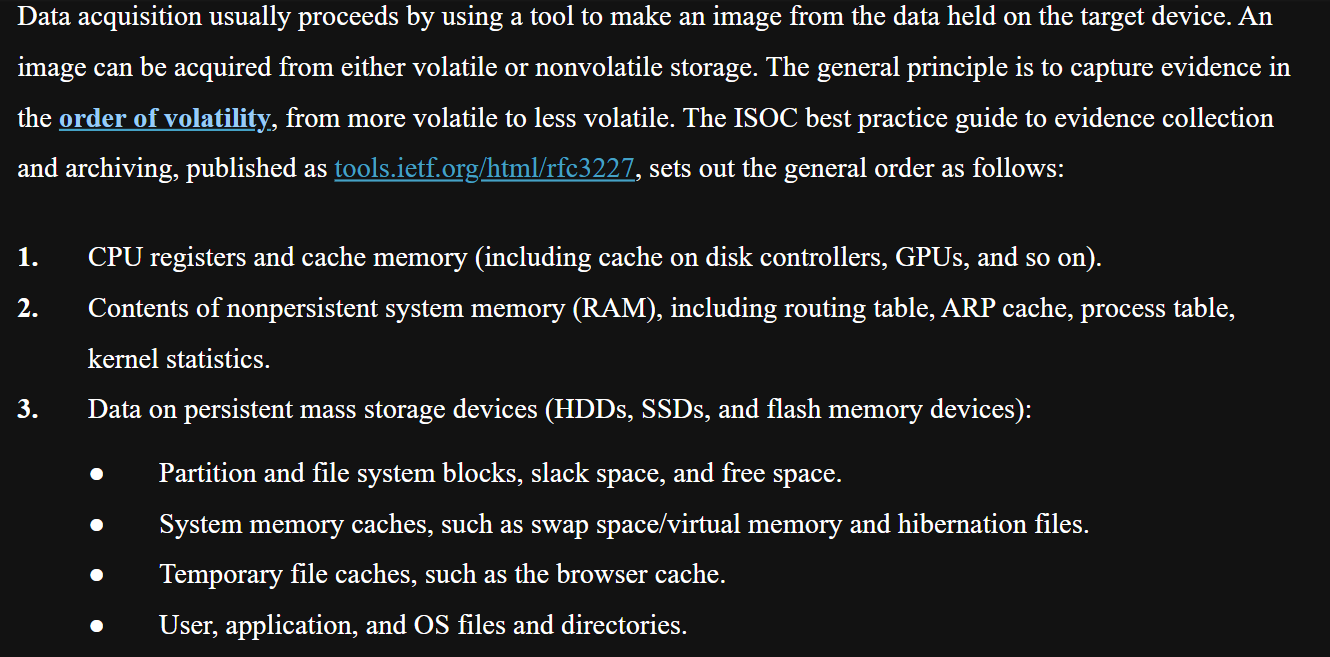 Data acquisition usually proceeds by using a tool to make an image from the data held on the target device. An
image can be acquired from either volatile or nonvolatile storage. The general principle is to capture evidence in
the order of volatility, from more volatile to less volatile. The ISOC best practice guide to evidence collection
and archiving, published as tools.ietf.org/html/rfc3227, sets out the general order as follows:
1. CPU registers and cache memory (including cache on disk controllers, GPUs, and so on).
2. Contents of nonpersistent system memory (RAM), including routing table, ARP cache, process table,
kernel statistics.
3. Data on persistent mass storage devices (HDDs, SSDs, and flash memory devices):
● Partition and file system blocks, slack space, and free space.
● System memory caches, such as swap space/virtual memory and hibernation files.
● Temporary file caches, such as the browser cache.
● User, application, and OS files and directories.